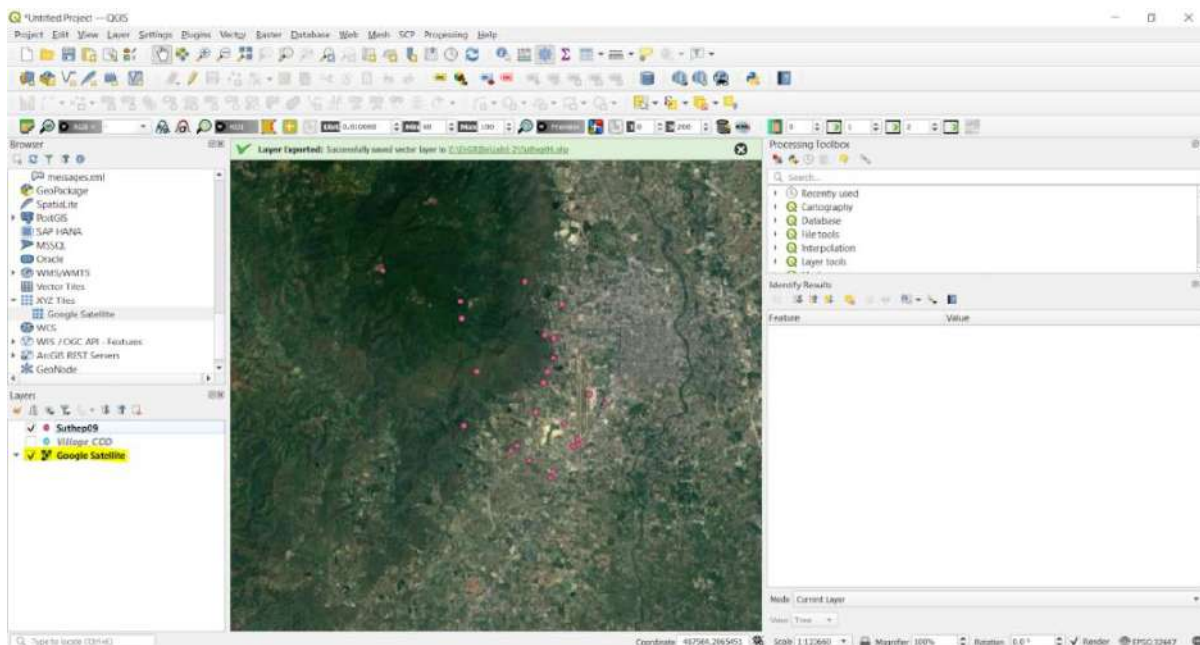 *Untitled Project — QGIS
Project Edit View Layer Settings Plugins Vector Raster Database Web Mesh SCP Processing Help
Browser
messages.xml
GeoPackage
SpatiaLite
PostGIS
SAP HANA
MSSQL
Oracle
WMS/WMTS
Vector Tiles
XYZ Tiles
Google Satellite
WCS
WFS / OGC API - Features
ArcGIS REST Servers
GeoNode
Layers
Suthep09
Village CDD
Google Satellite
Layer Exported: Successfully saved vector layer to
Processing Toolbox
Search...
Recently used
Cartography
Database
File tools
Interpolation
Layer tools
Identify Results
Feature Value
Mode Current Layer
View Tree
Type to locate (Ctrl+K)
Coordinate Scale 1:123660 Magnifier 100% Rotation 0.0 ° Render EPSG:32647